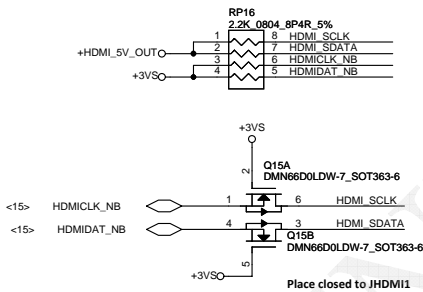 RP16
2.2K_0804_8P4R_5%
1 8 HDMI_SCLK
+HDMI_5V_OUT 2 7 HDMI_SDATA
3 6 HDMICLK_NB
+3VS 4 5 HDMIDAT_NB
+3VS
2 Q15A
DMN66D0LDW-7_SOT363-6
<15> HDMICLK_NB 1 6 HDMI_SCLK
<15> HDMIDAT_NB 4 3 HDMI_SDATA
Q15B
DMN66D0LDW-7_SOT363-6
5
+3VS
Place closed to JHDMI1